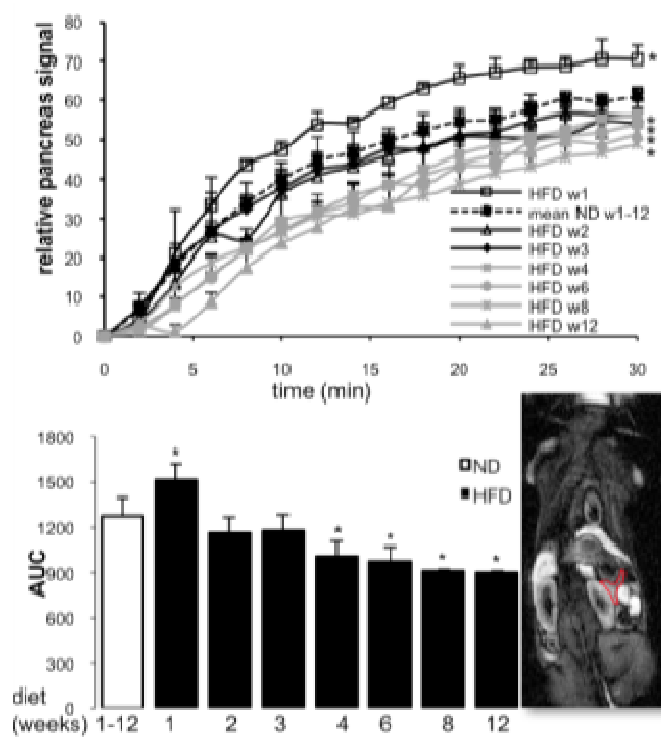 80
70
60
50
40
30
20
10
0
relative pancreas signal
*
*
*
*
*
*
HFD w1
mean ND w1-12
HFD w2
HFD w3
HFD w4
HFD w6
HFD w8
HFD w12
0 5 10 15 20 25 30
time (min)
1800
1500
1200
900
600
300
0
AUC
* * * * *
ND
HFD
diet
(weeks) 1-12 1 2 3 4 6 8 12